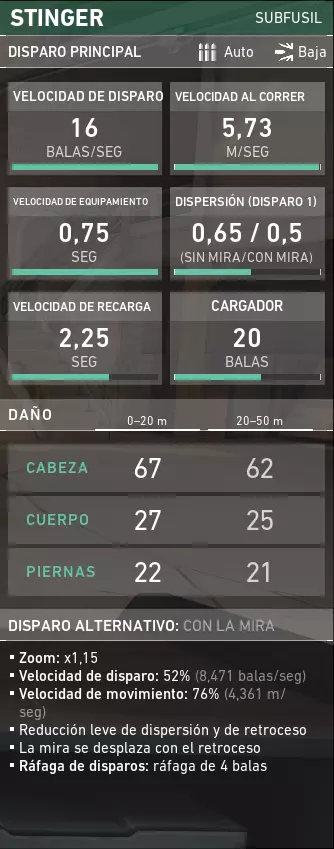 STINGER SUBFUSIL
DISPARO PRINCIPAL Auto Baja
VELOCIDAD DE DISPARO VELOCIDAD AL CORRER
16 5,73
BALAS/SEG M/SEG
VELOCIDAD DE EQUIPAMIENTO DISPERSIÓN (DISPARO 1)
0,75 0,65 / 0,5
SEG (SIN MIRA/CON MIRA)
VELOCIDAD DE RECARGA CARGADOR
2,25 20
SEG BALAS
DAÑO 0–20 m 20–50 m
CABEZA 67 62
CUERPO 27 25
PIERNAS 22 21
DISPARO ALTERNATIVO: CON LA MIRA
▪ Zoom: x1,15
▪ Velocidad de disparo: 52% (8,471 balas/seg)
▪ Velocidad de movimiento: 76% (4,361 m/
seg)
▪ Reducción leve de dispersión y de retroceso
▪ La mira se desplaza con el retroceso
▪ Ráfaga de disparos: ráfaga de 4 balas